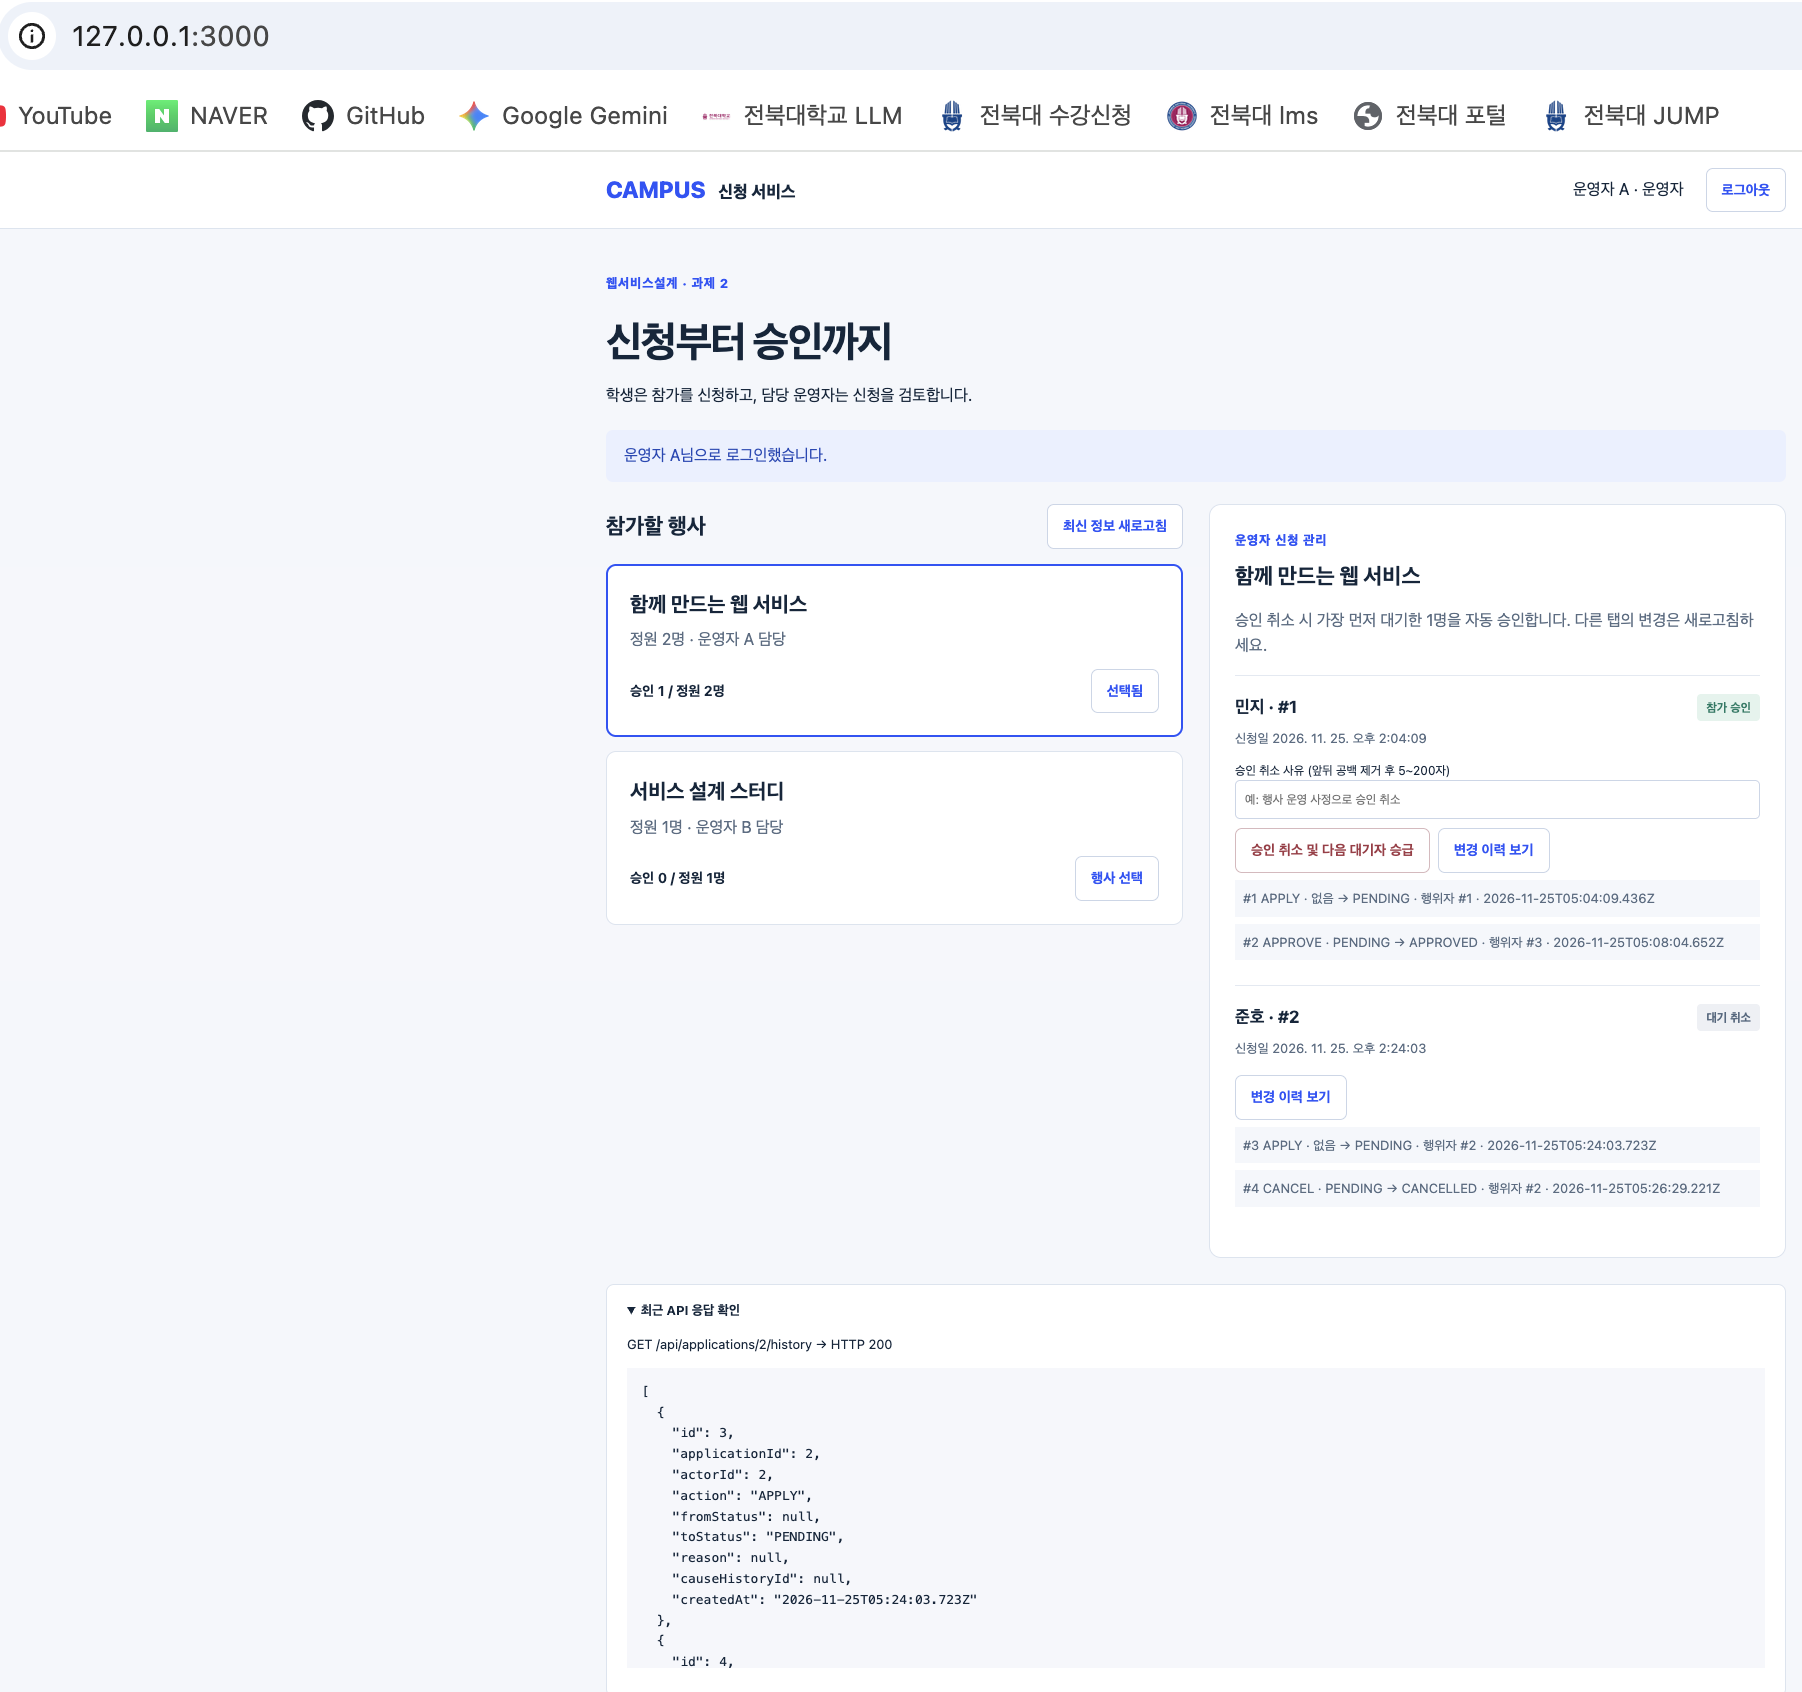 127.0.0.1:3000
YouTube NAVER GitHub Google Gemini 전북대학교 LLM 전북대 수강신청 전북대 lms 전북대 포털 전북대 JUMP
CAMPUS 신청 서비스
운영자 A · 운영자
로그아웃
웹서비스설계 · 과제 2
신청부터 승인까지
학생은 참가를 신청하고, 담당 운영자는 신청을 검토합니다.
운영자 A님으로 로그인했습니다.
참가할 행사
최신 정보 새로고침
함께 만드는 웹 서비스
정원 2명 · 운영자 A 담당
승인 1 / 정원 2명
선택됨
서비스 설계 스터디
정원 1명 · 운영자 B 담당
승인 0 / 정원 1명
행사 선택
운영자 신청 관리
함께 만드는 웹 서비스
승인 취소 시 가장 먼저 대기한 1명을 자동 승인합니다. 다른 탭의 변경은 새로고침하
세요.
민지 · #1
참가 승인
신청일 2026. 11. 25. 오후 2:04:09
승인 취소 사유 (앞뒤 공백 제거 후 5~200자)
예: 행사 운영 사정으로 승인 취소
승인 취소 및 다음 대기자 승급
변경 이력 보기
#1 APPLY · 없음 → PENDING · 행위자 #1 · 2026-11-25T05:04:09.436Z
#2 APPROVE · PENDING → APPROVED · 행위자 #3 · 2026-11-25T05:08:04.652Z
준호 · #2
대기 취소
신청일 2026. 11. 25. 오후 2:24:03
변경 이력 보기
#3 APPLY · 없음 → PENDING · 행위자 #2 · 2026-11-25T05:24:03.723Z
#4 CANCEL · PENDING → CANCELLED · 행위자 #2 · 2026-11-25T05:26:29.221Z
▼ 최근 API 응답 확인
GET /api/applications/2/history → HTTP 200
[
{
"id": 3,
"applicationId": 2,
"actorId": 2,
"action": "APPLY",
"fromStatus": null,
"toStatus": "PENDING",
"reason": null,
"causeHistoryId": null,
"createdAt": "2026-11-25T05:24:03.723Z"
},
{
"id": 4,